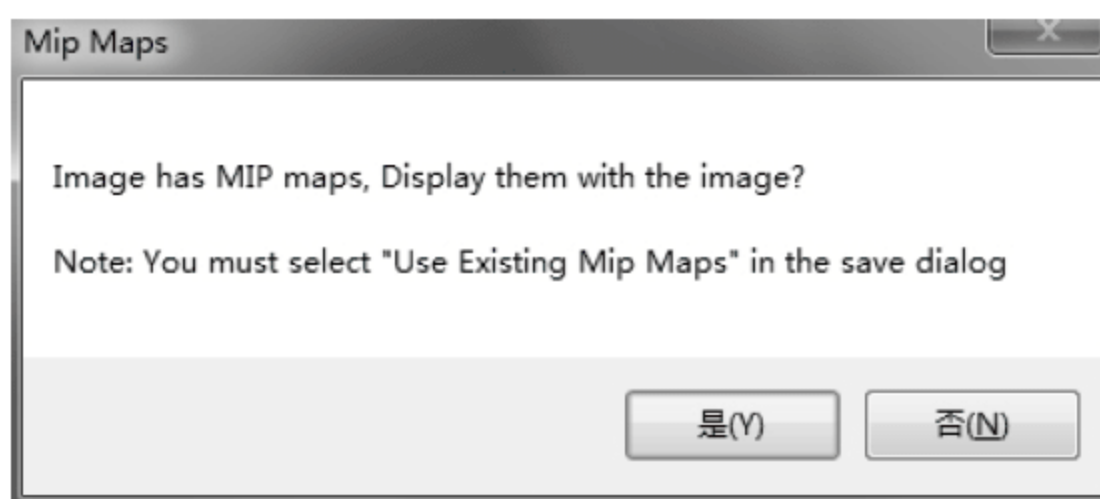 Mip Maps
Image has MIP maps, Display them with the image?
Note: You must select "Use Existing Mip Maps" in the save dialog
是(Y) 否(N)